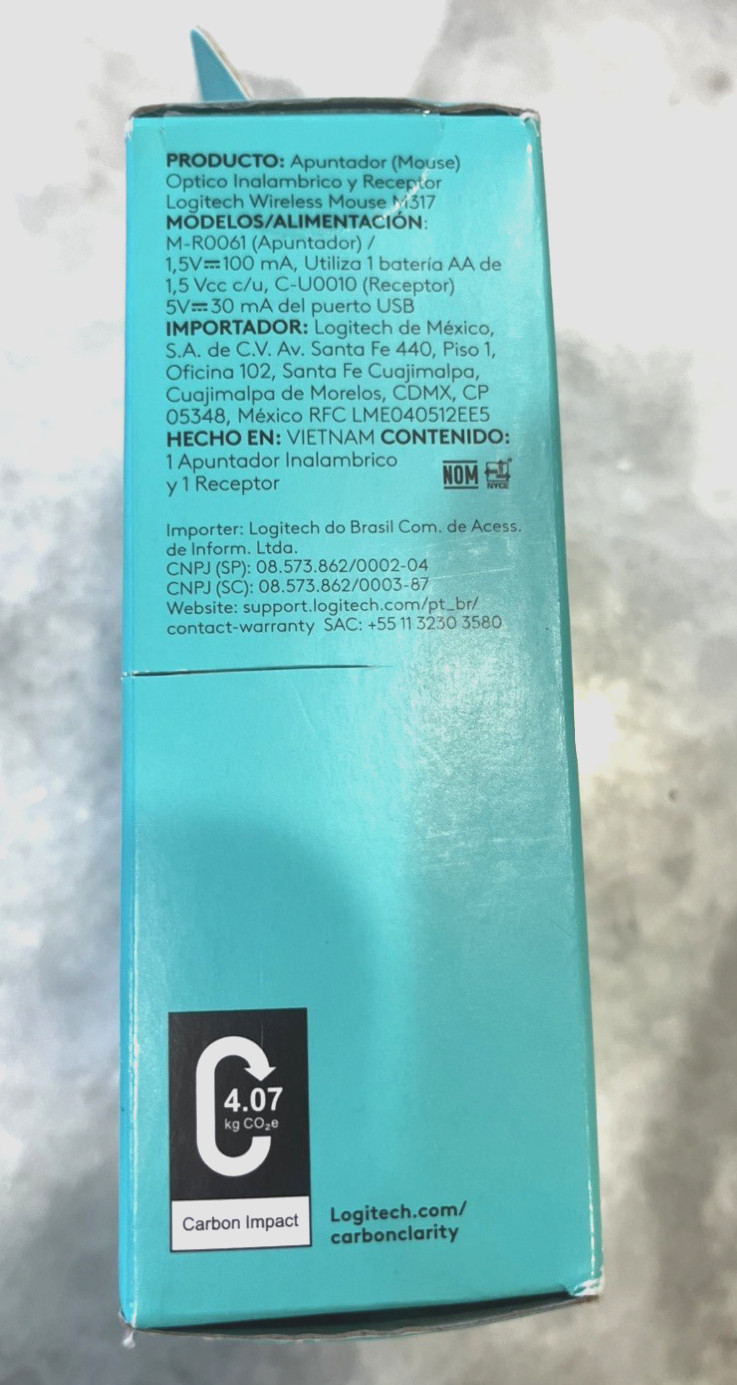 PRODUCTO: Apuntador (Mouse)
Optico Inalambrico y Receptor
Logitech Wireless Mouse M317
MODELOS/ALIMENTACIÓN:
M-R0061 (Apuntador) /
1,5V⎓100 mA, Utiliza 1 batería AA de
1,5 Vcc c/u, C-U0010 (Receptor)
5V⎓30 mA del puerto USB
IMPORTADOR: Logitech de México,
S.A. de C.V. Av. Santa Fe 440, Piso 1,
Oficina 102, Santa Fe Cuajimalpa,
Cuajimalpa de Morelos, CDMX, CP
05348, México RFC LME040512EE5
HECHO EN: VIETNAM CONTENIDO:
1 Apuntador Inalambrico
y 1 Receptor
NOM NYCE
Importer: Logitech do Brasil Com. de Acess.
de Inform. Ltda.
CNPJ (SP): 08.573.862/0002-04
CNPJ (SC): 08.573.862/0003-87
Website: support.logitech.com/pt_br/
contact-warranty SAC: +55 11 3230 3580
4.07
kg CO₂e
Carbon Impact
Logitech.com/
carbonclarity